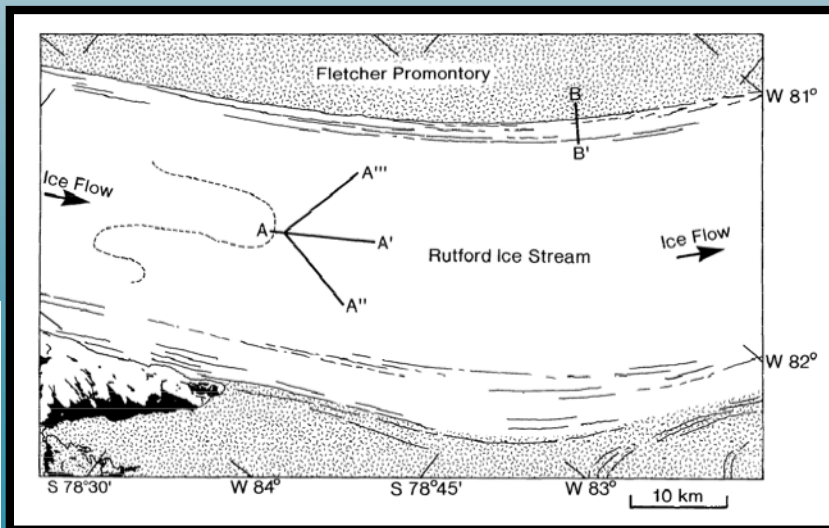 Fletcher Promontory
B
W 81°
B'
A'''
Ice Flow
A
A'
Rutford Ice Stream
Ice Flow
A''
W 82°
S 78°30'
W 84°
S 78°45'
W 83°
10 km